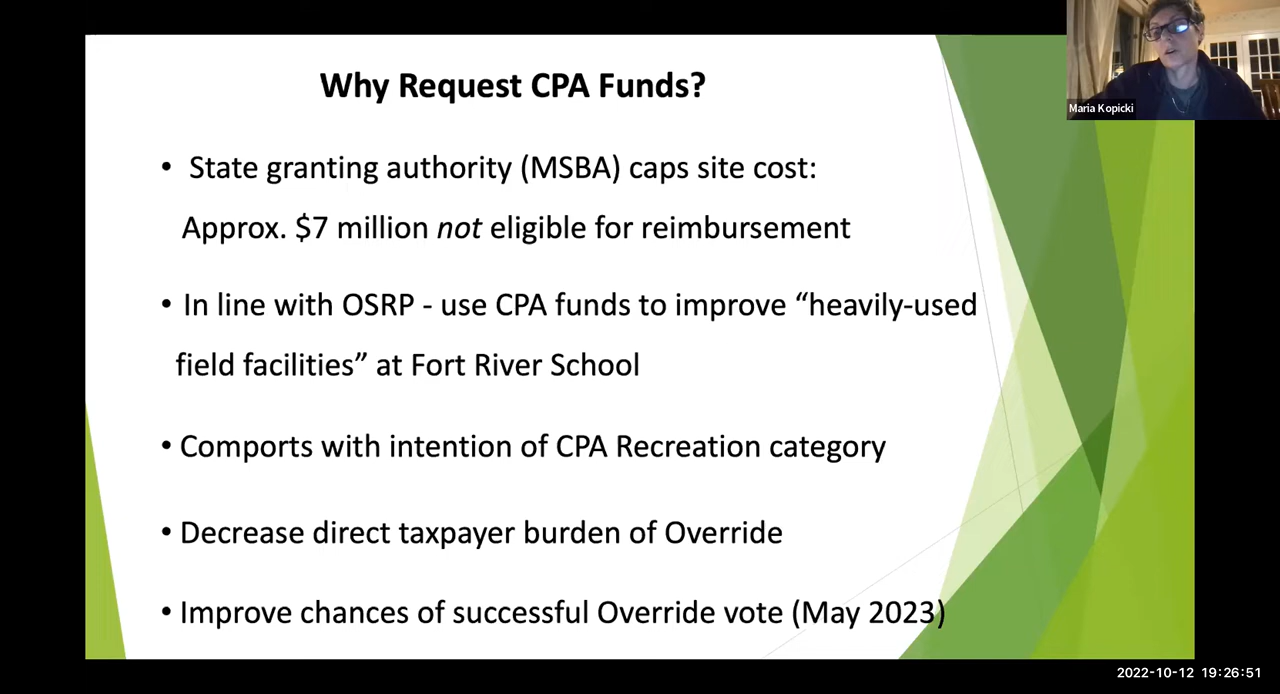 Why Request CPA Funds?
• State granting authority (MSBA) caps site cost:
Approx. $7 million not eligible for reimbursement
• In line with OSRP - use CPA funds to improve “heavily-used
field facilities” at Fort River School
• Comports with intention of CPA Recreation category
• Decrease direct taxpayer burden of Override
• Improve chances of successful Override vote (May 2023)
Maria Kopicki
2022-10-12 19:26:51